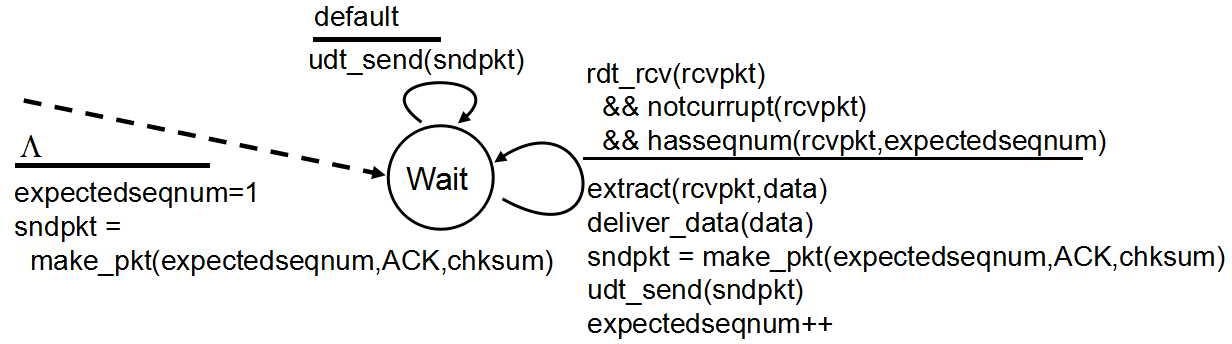 default
udt_send(sndpkt)
rdt_rcv(rcvpkt)
&& notcurrupt(rcvpkt)
&& hasseqnum(rcvpkt,expectedseqnum)
Λ
Wait
expectedseqnum=1
sndpkt =
make_pkt(expectedseqnum,ACK,chksum)
extract(rcvpkt,data)
deliver_data(data)
sndpkt = make_pkt(expectedseqnum,ACK,chksum)
udt_send(sndpkt)
expectedseqnum++